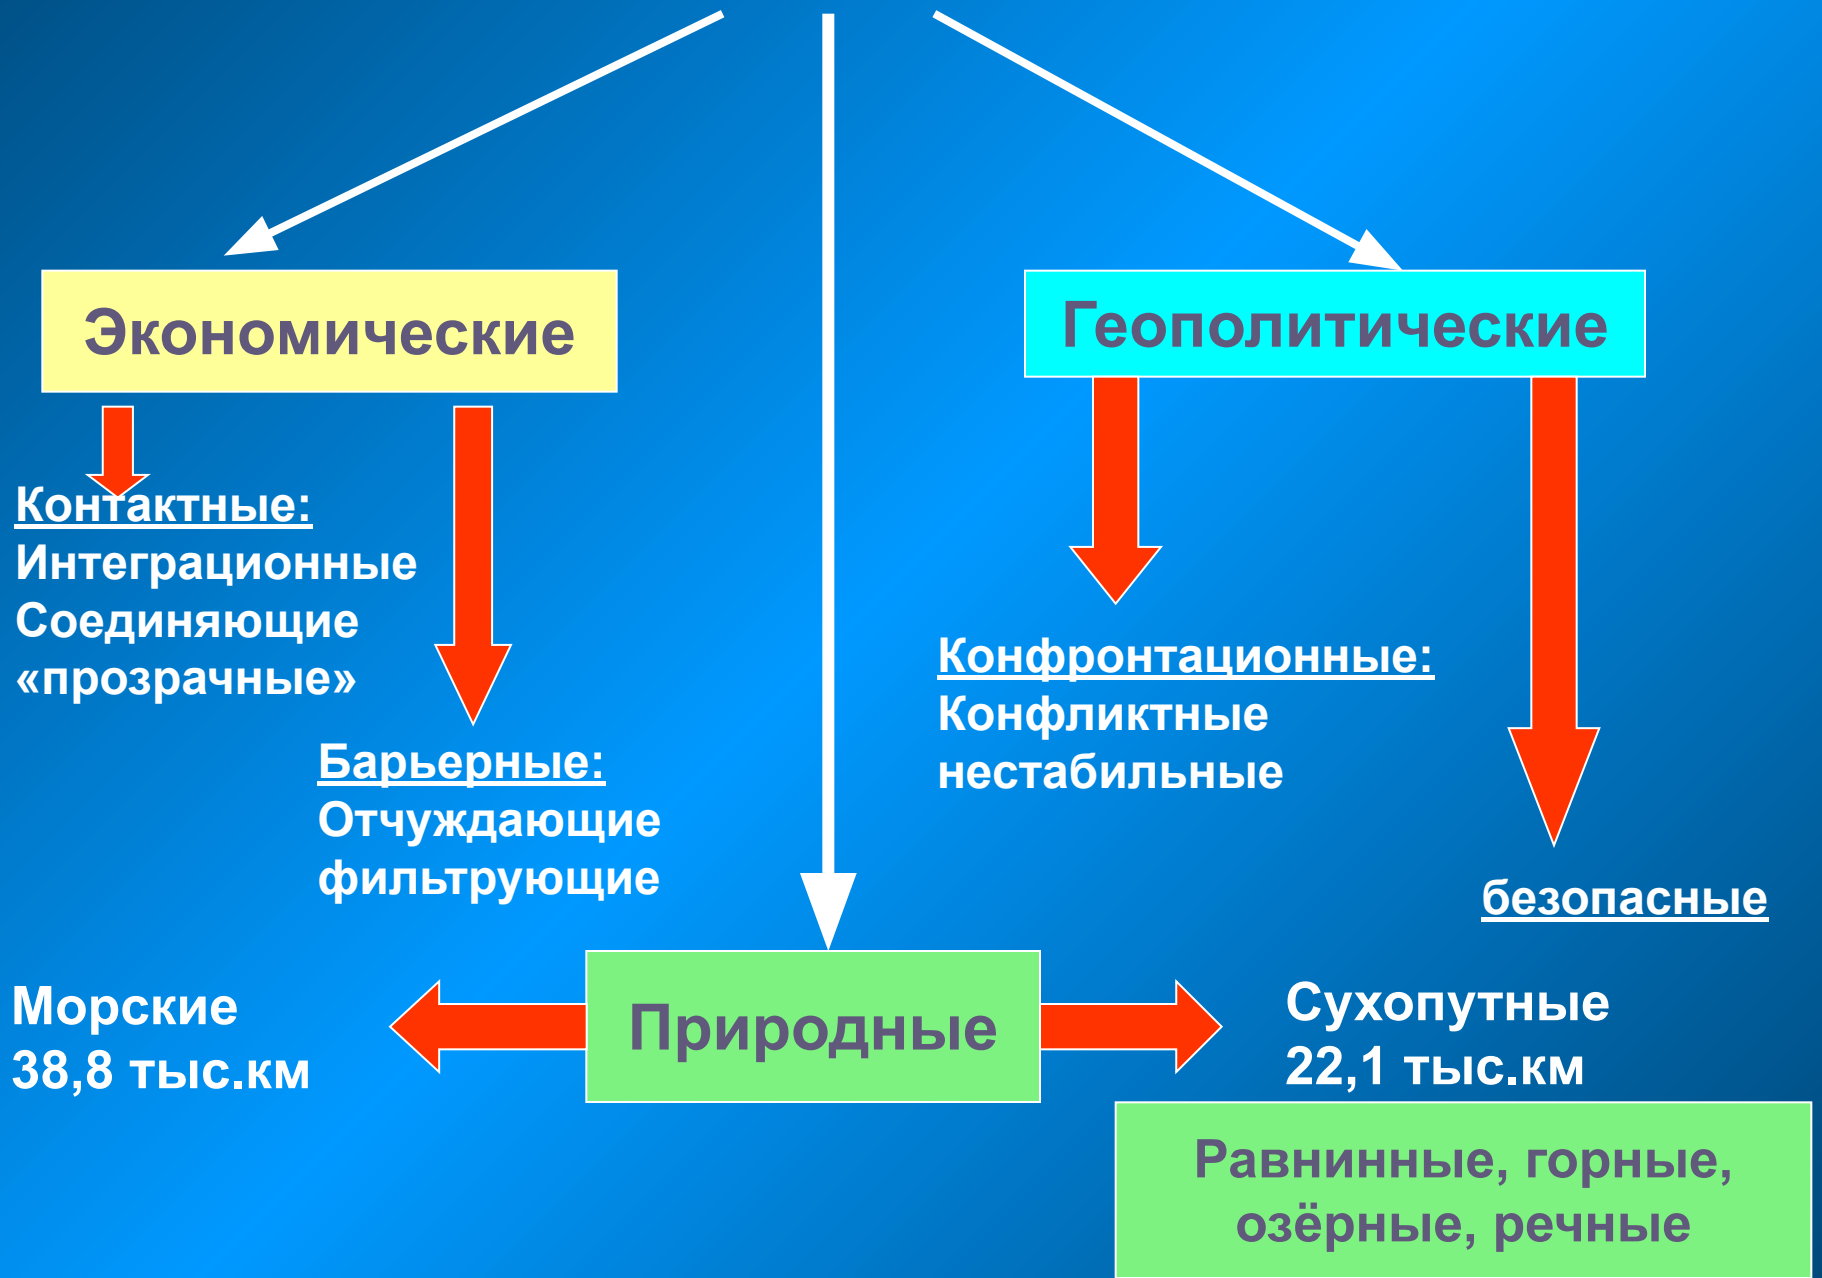 Экономические
Геополитические
Контактные:
Интеграционные
Соединяющие
«прозрачные»
Барьерные:
Отчуждающие
фильтрующие
Конфронтационные:
Конфликтные
нестабильные
безопасные
Природные
Морские
38,8 тыс.км
Сухопутные
22,1 тыс.км
Равнинные, горные,
озёрные, речные